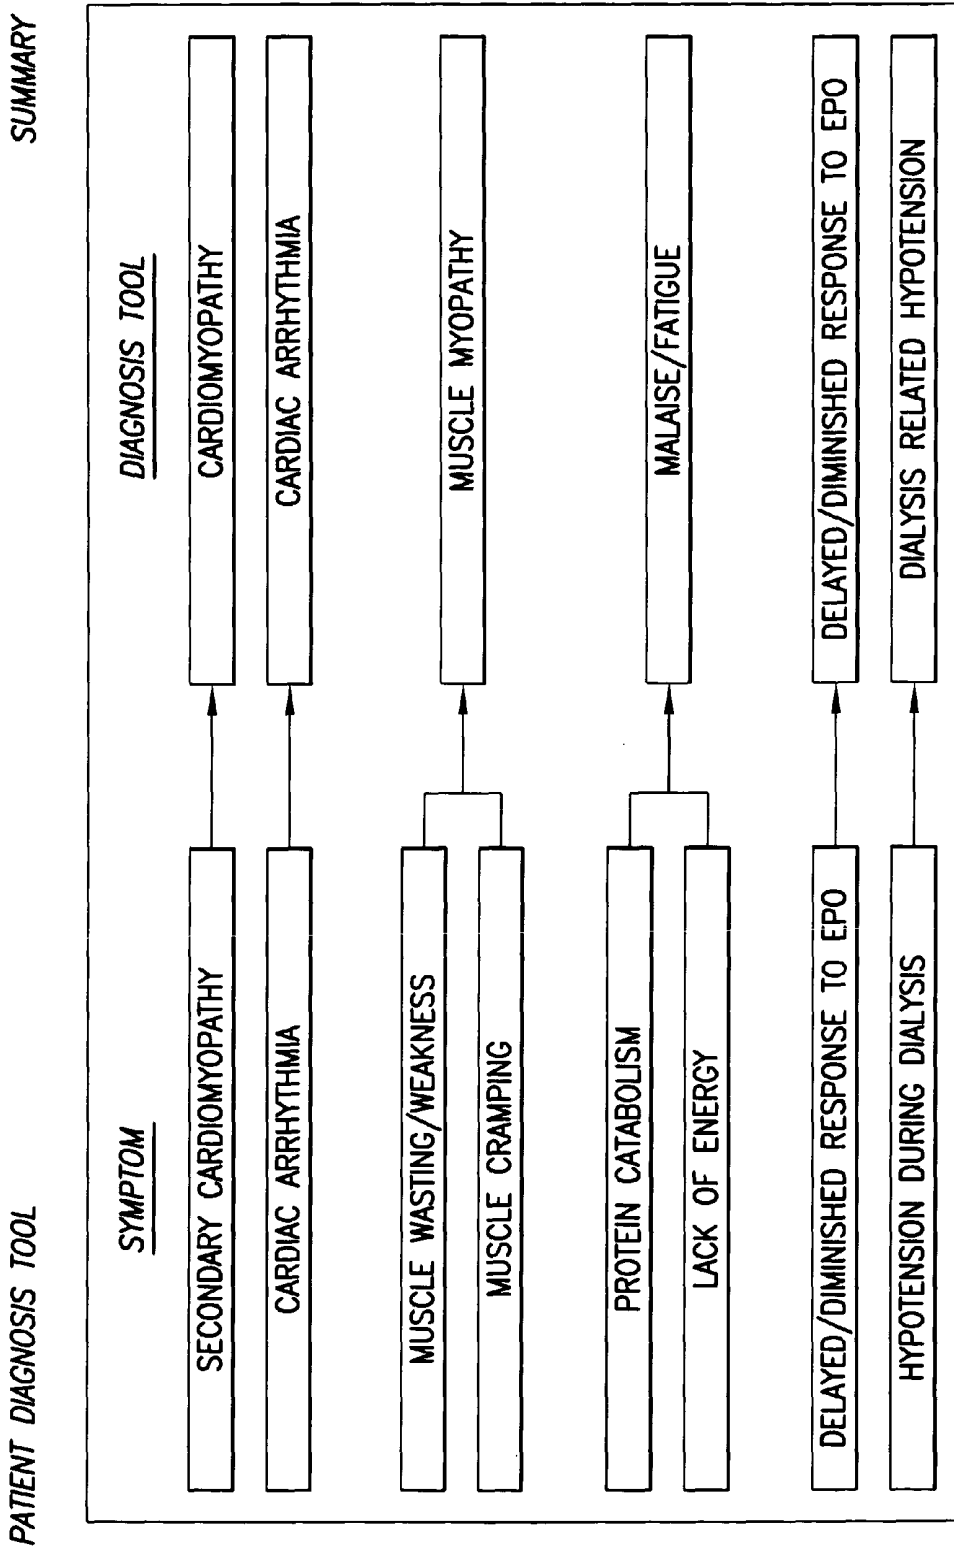 PATIENT DIAGNOSIS TOOL
SUMMARY
SYMPTOM
DIAGNOSIS TOOL
SECONDARY CARDIOMYOPATHY
CARDIOMYOPATHY
CARDIAC ARRHYTHMIA
CARDIAC ARRHYTHMIA
MUSCLE WASTING/WEAKNESS
MUSCLE CRAMPING
MUSCLE MYOPATHY
PROTEIN CATABOLISM
LACK OF ENERGY
MALAISE/FATIGUE
DELAYED/DIMINISHED RESPONSE TO EPO
DELAYED/DIMINISHED RESPONSE TO EPO
HYPOTENSION DURING DIALYSIS
DIALYSIS RELATED HYPOTENSION